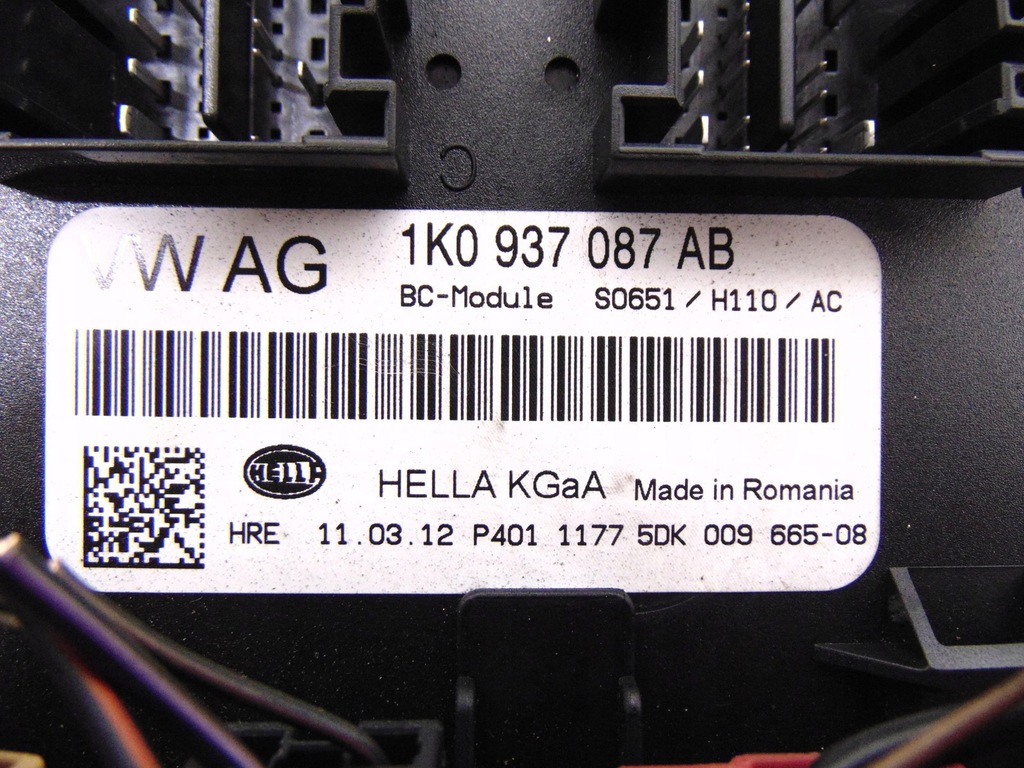 C
VW AG 1K0 937 087 AB
BC-Module S0651 / H110 / AC
HELLA HELLA KGaA Made in Romania
HRE 11.03.12 P401 1177 5DK 009 665-08